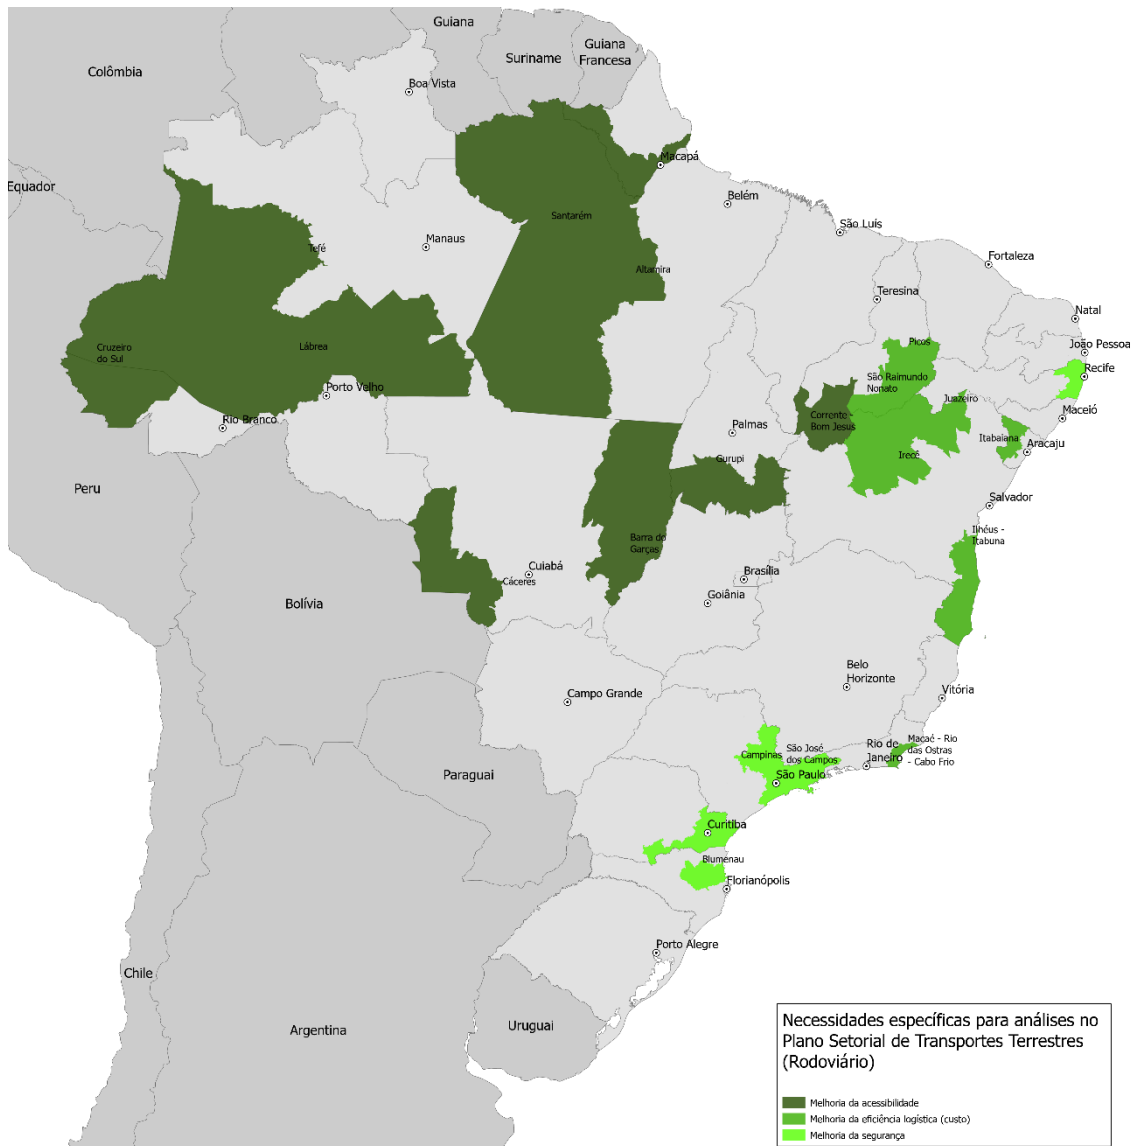 Guiana
Suriname
Guiana
Francesa
Colômbia
Boa Vista
Macapá
Equador
Belém
Santarém
São Luis
Manaus
Tefé
Fortaleza
Altamira
Teresina
Natal
Picos
João Pessoa
Cruzeiro
do Sul
Lábrea
Recife
São Raimundo
Nonato
Porto Velho
Juazeiro
Corrente -
Bom Jesus
Maceió
Rio Branco
Palmas
Itabaiana
Aracaju
Gurupi
Irecê
Peru
Salvador
Ilhéus -
Itabuna
Barra do
Garças
Cuiabá
Cáceres
Brasília
Goiânia
Bolívia
Belo
Horizonte
Campo Grande
Vitória
Macaé - Rio
das Ostras
- Cabo Frio
Rio de
Janeiro
São José
dos Campos
Campinas
São Paulo
Paraguai
Curitiba
Blumenau
Florianópolis
Porto Alegre
Chile
Argentina
Uruguai
Necessidades específicas para análises no
Plano Setorial de Transportes Terrestres
(Rodoviário)
Melhoria da acessibilidade
Melhoria da eficiência logística (custo)
Melhoria da segurança